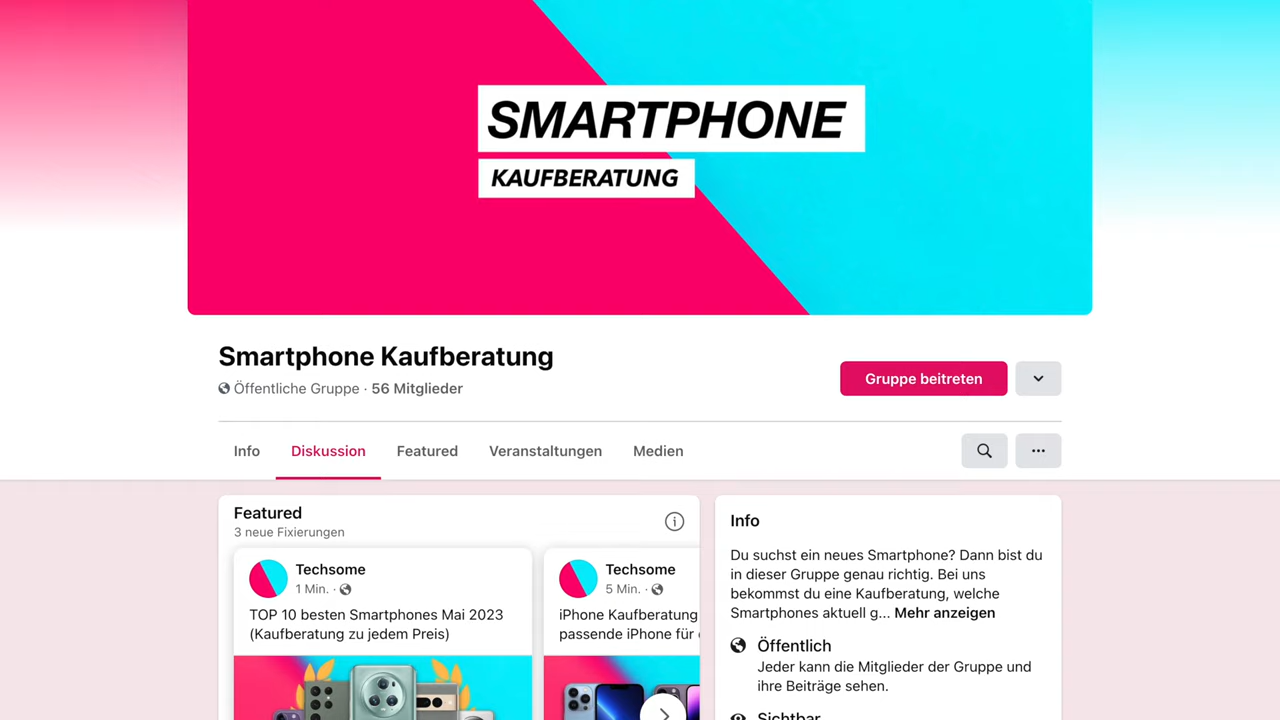 SMARTPHONE
KAUFBERATUNG
Smartphone Kaufberatung
Öffentliche Gruppe · 56 Mitglieder
Gruppe beitreten
Info
Diskussion
Featured
Veranstaltungen
Medien
Featured
3 neue Fixierungen
Techsome
1 Min. ·
TOP 10 besten Smartphones Mai 2023
(Kaufberatung zu jedem Preis)
Techsome
5 Min. ·
iPhone Kaufberatung
passende iPhone für
Info
Du suchst ein neues Smartphone? Dann bist du
in dieser Gruppe genau richtig. Bei uns
bekommst du eine Kaufberatung, welche
Smartphones aktuell g... Mehr anzeigen
Öffentlich
Jeder kann die Mitglieder der Gruppe und
ihre Beiträge sehen.
Sichtbar